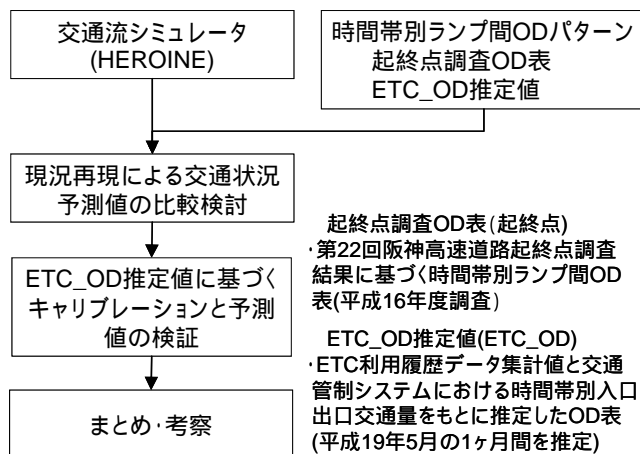 交通流シミュレータ
(HEROINE)
時間帯別ランプ間ODパターン
起終点調査OD表
ETC_OD推定値
現況再現による交通状況
予測値の比較検討
ETC_OD推定値に基づく
キャリブレーションと予測
値の検証
まとめ・考察
起終点調査OD表(起終点)
・第22回阪神高速道路起終点調査
結果に基づく時間帯別ランプ間OD
表(平成16年度調査)
ETC_OD推定値(ETC_OD)
・ETC利用履歴データ集計値と交通
管制システムにおける時間帯別入口
出口交通量をもとに推定したOD表
(平成19年5月の1ヶ月間を推定)